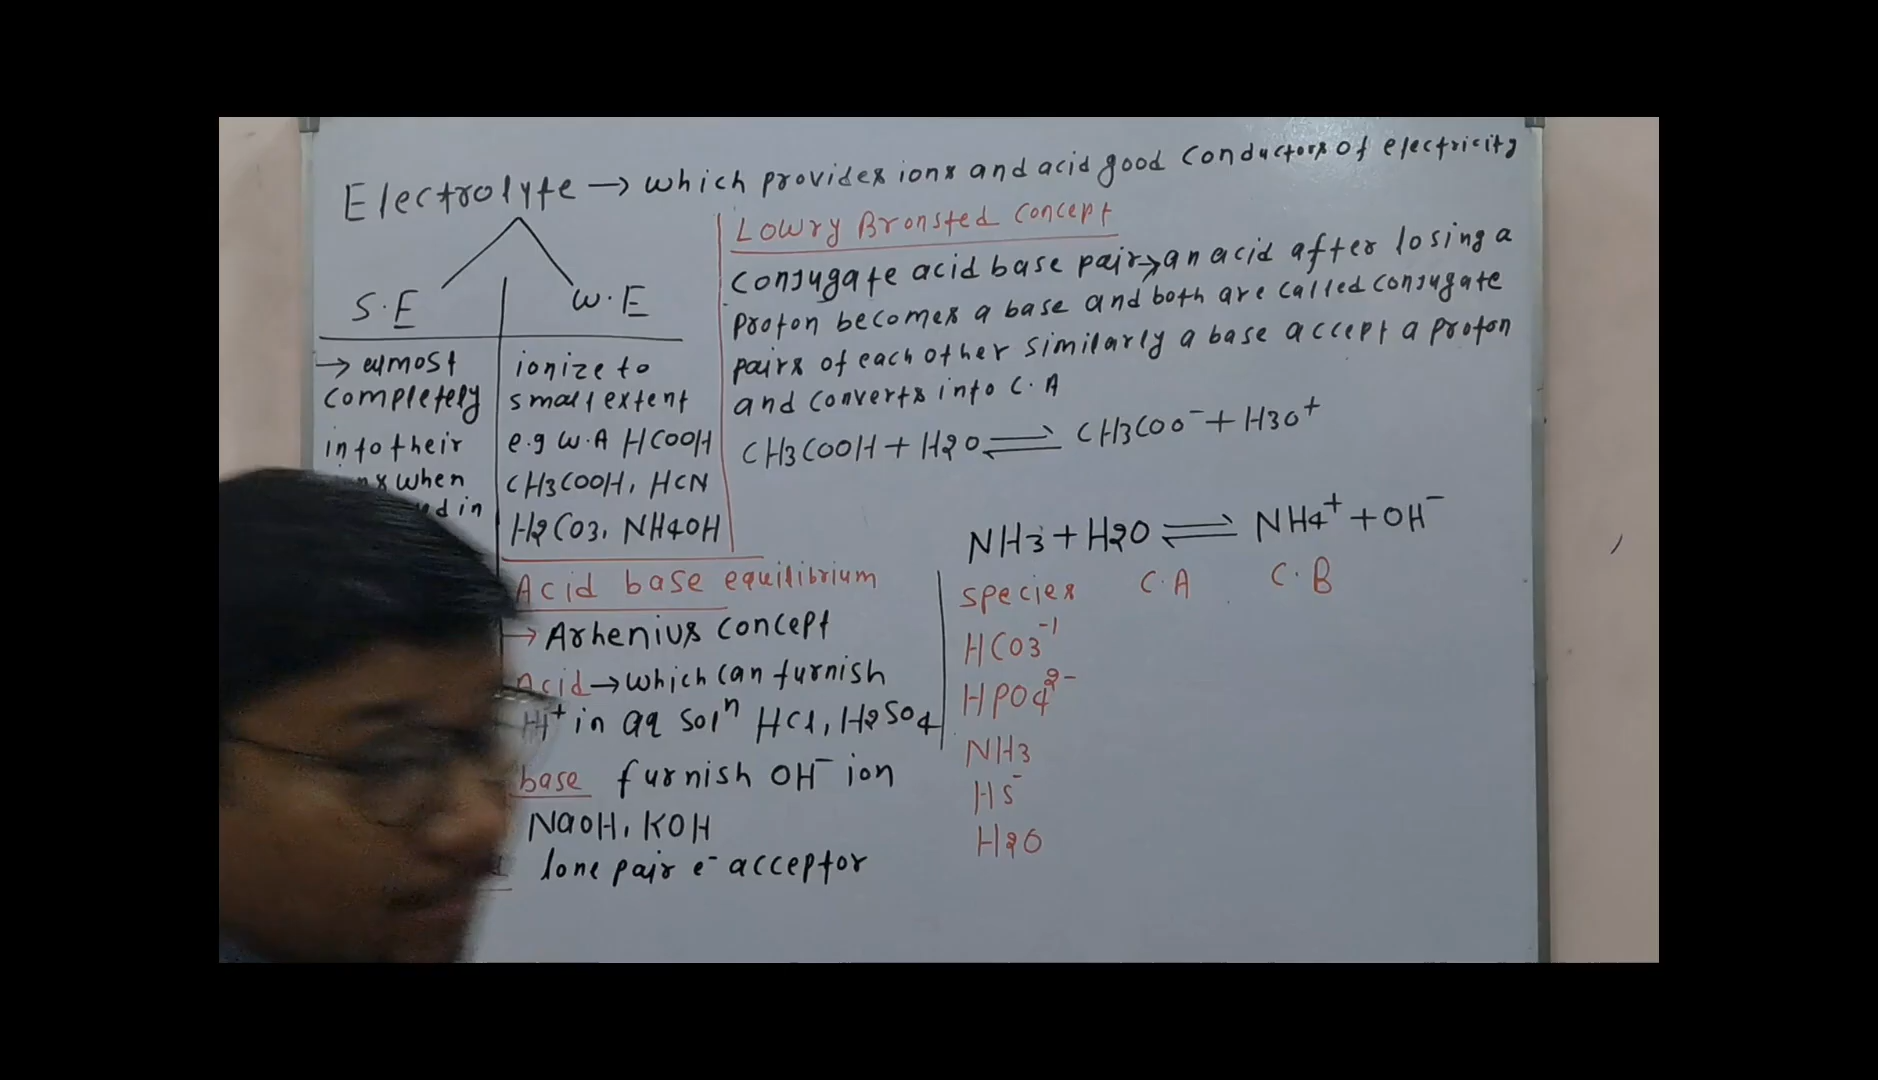 Electrolyte → which provides ions and acid good conductors of electricity
S.E
W.E
→ almost
completely
into their
when
in
ionize to
small extent
e.g W.A HCOOH
CH3COOH, HCN
H2CO3, NH4OH
Lowry Bronsted Concept
Conjugate acid base pair → an acid after losing a
proton becomes a base and both are called conjugate
pairs of each other similarly a base accept a proton
and converts into C.A
CH3COOH + H2O ⇌ CH3COO⁻ + H3O⁺
NH3 + H2O ⇌ NH4⁺ + OH⁻
Acid base equilibrium
→ Arhenius concept
Acid → which can furnish
H⁺ in aq solⁿ HCl, H2SO4
base furnish OH⁻ ion
NaOH, KOH
lone pair e⁻ acceptor
species C.A C.B
HCO3⁻¹
HPO4²⁻
NH3
HS⁻
H2O